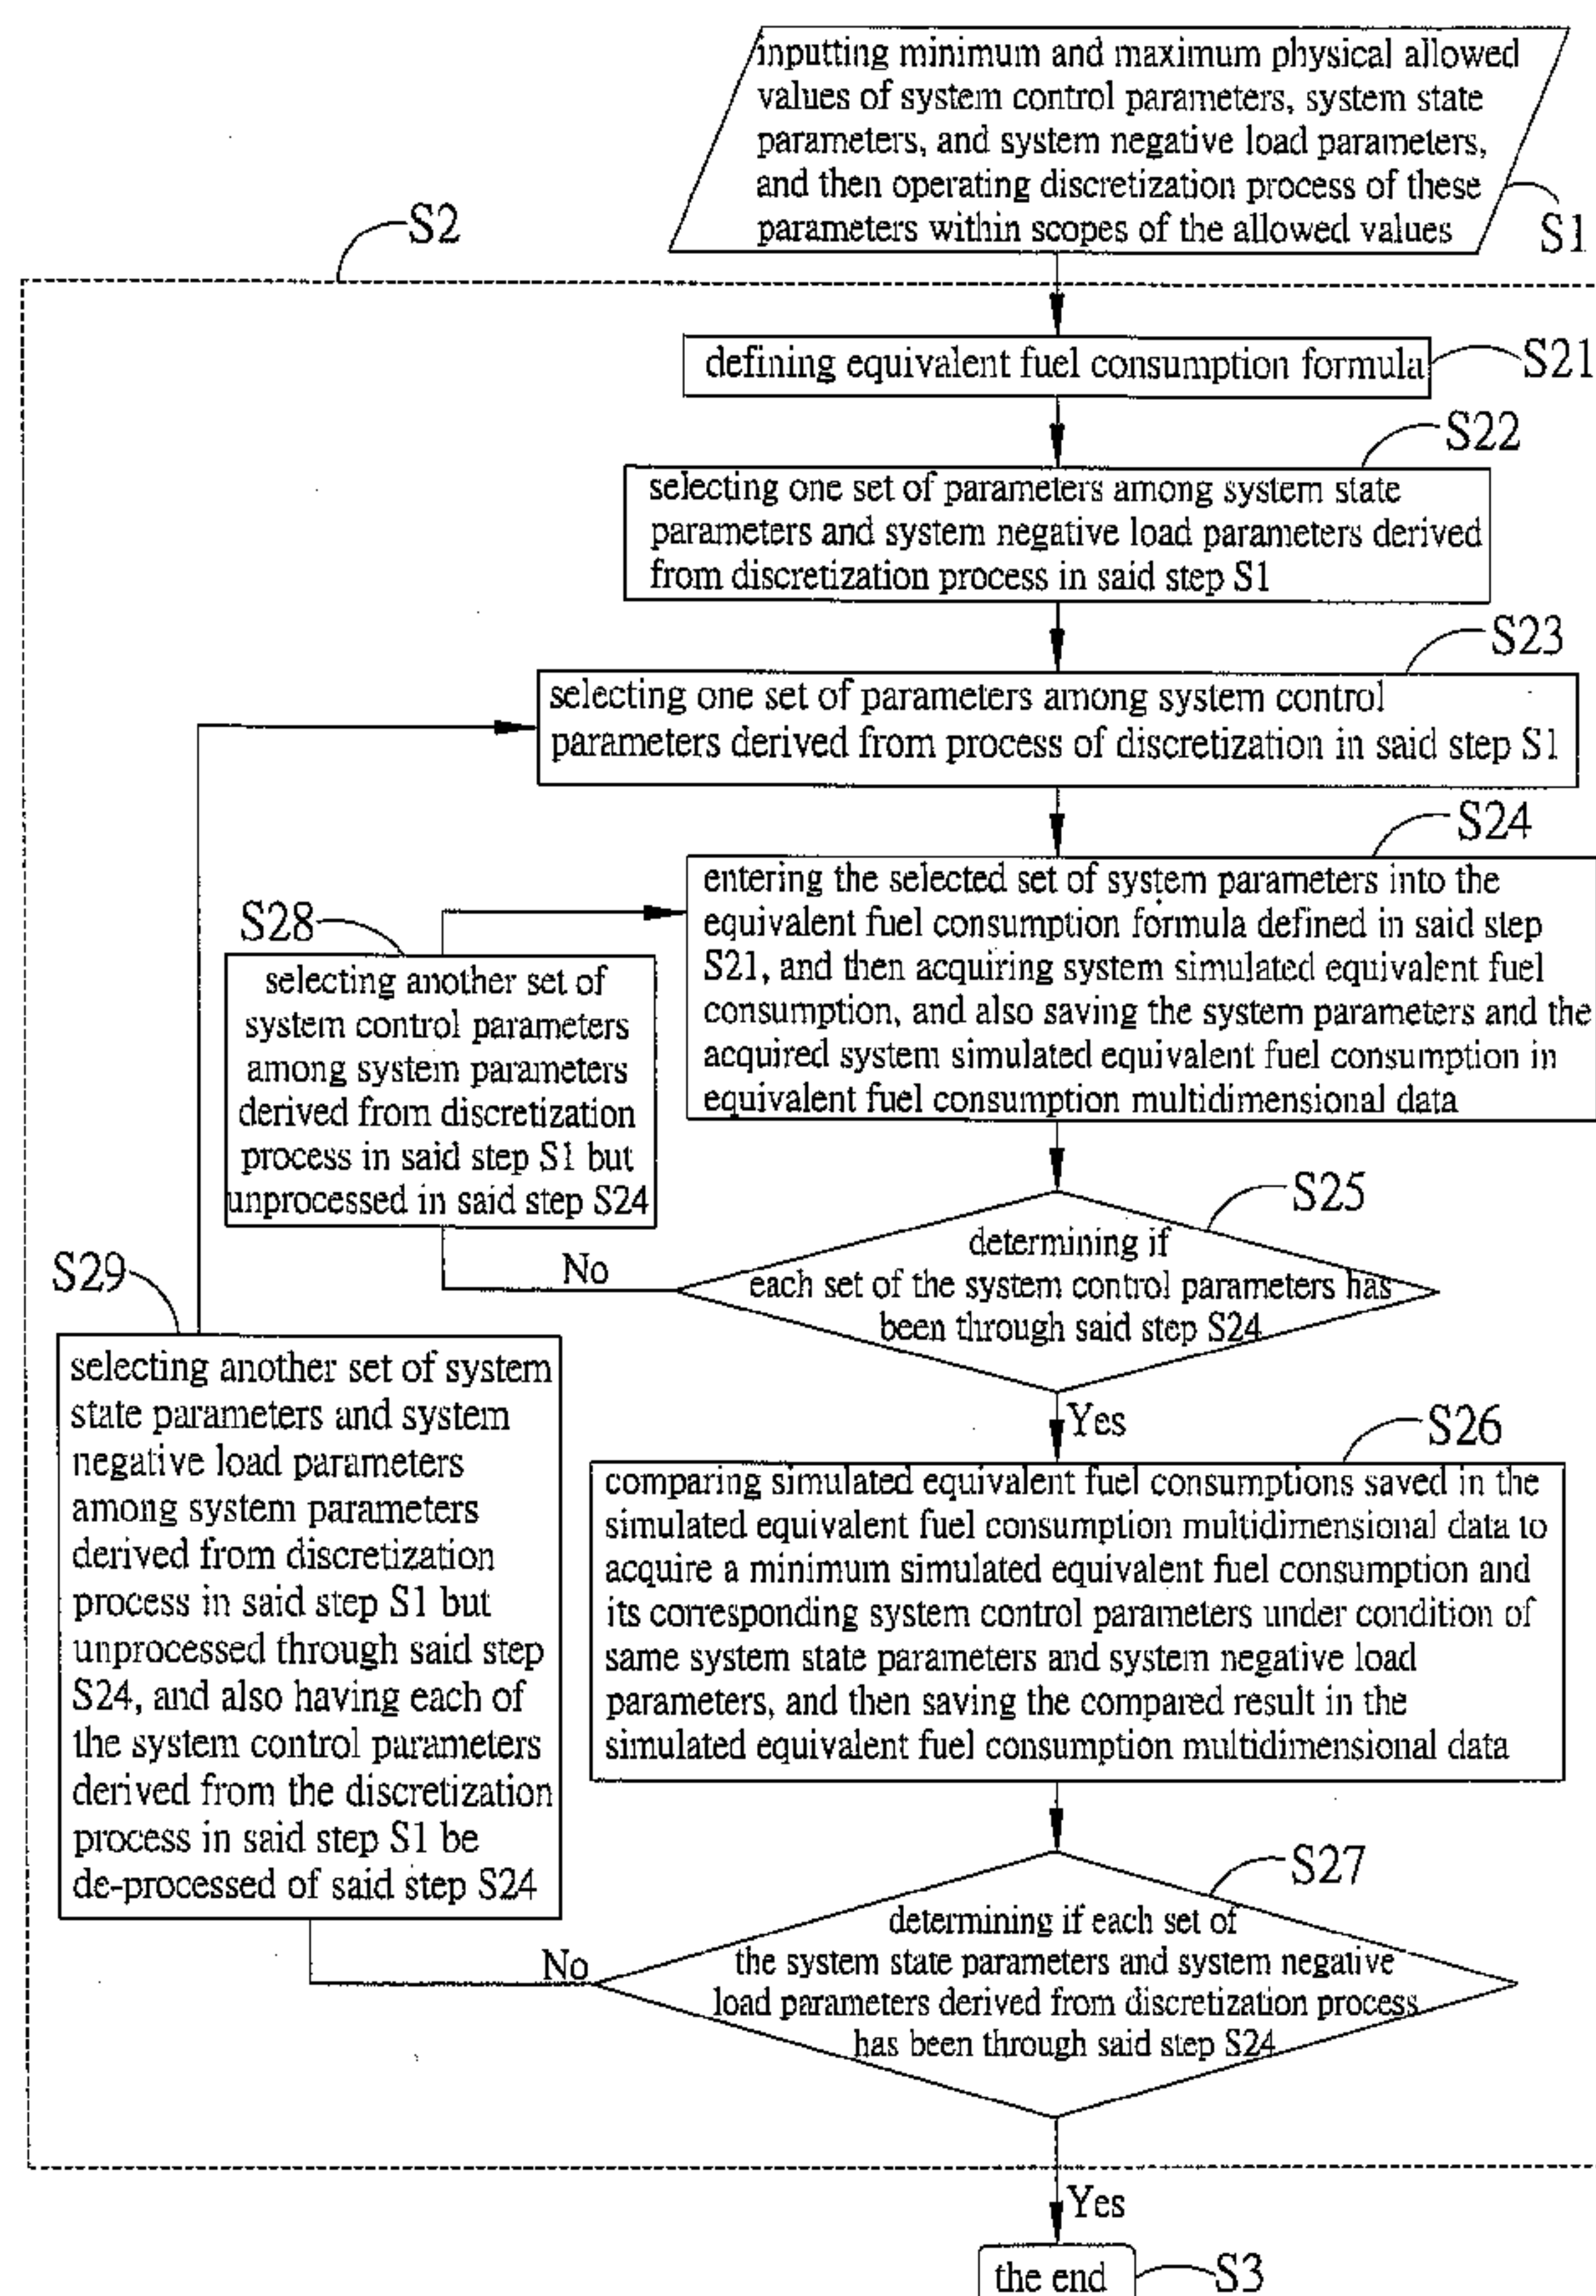 inputting minimum and maximum physical allowed
values of system control parameters, system state
parameters, and system negative load parameters,
and then operating discretization process of these
parameters within scopes of the allowed values
S1
S2
defining equivalent fuel consumption formula
S21
S22
selecting one set of parameters among system state
parameters and system negative load parameters derived
from discretization process in said step S1
S23
selecting one set of parameters among system control
parameters derived from process of discretization in said step S1
S24
entering the selected set of system parameters into the
equivalent fuel consumption formula defined in said step
S21, and then acquiring system simulated equivalent fuel
consumption, and also saving the system parameters and the
acquired system simulated equivalent fuel consumption in
equivalent fuel consumption multidimensional data
S28
selecting another set of
system control parameters
among system parameters
derived from discretization
process in said step S1 but
unprocessed in said step S24
S25
determining if
each set of the system control parameters has
been through said step S24
No
Yes
S29
selecting another set of system
state parameters and system
negative load parameters
among system parameters
derived from discretization
process in said step S1 but
unprocessed through said step
S24, and also having each of
the system control parameters
derived from the discretization
process in said step S1 be
de-processed of said step S24
S26
comparing simulated equivalent fuel consumptions saved in the
simulated equivalent fuel consumption multidimensional data to
acquire a minimum simulated equivalent fuel consumption and
its corresponding system control parameters under condition of
same system state parameters and system negative load
parameters, and then saving the compared result in the
simulated equivalent fuel consumption multidimensional data
S27
determining if each set of
the system state parameters and system negative
load parameters derived from discretization process
has been through said step S24
No
Yes
the end
S3